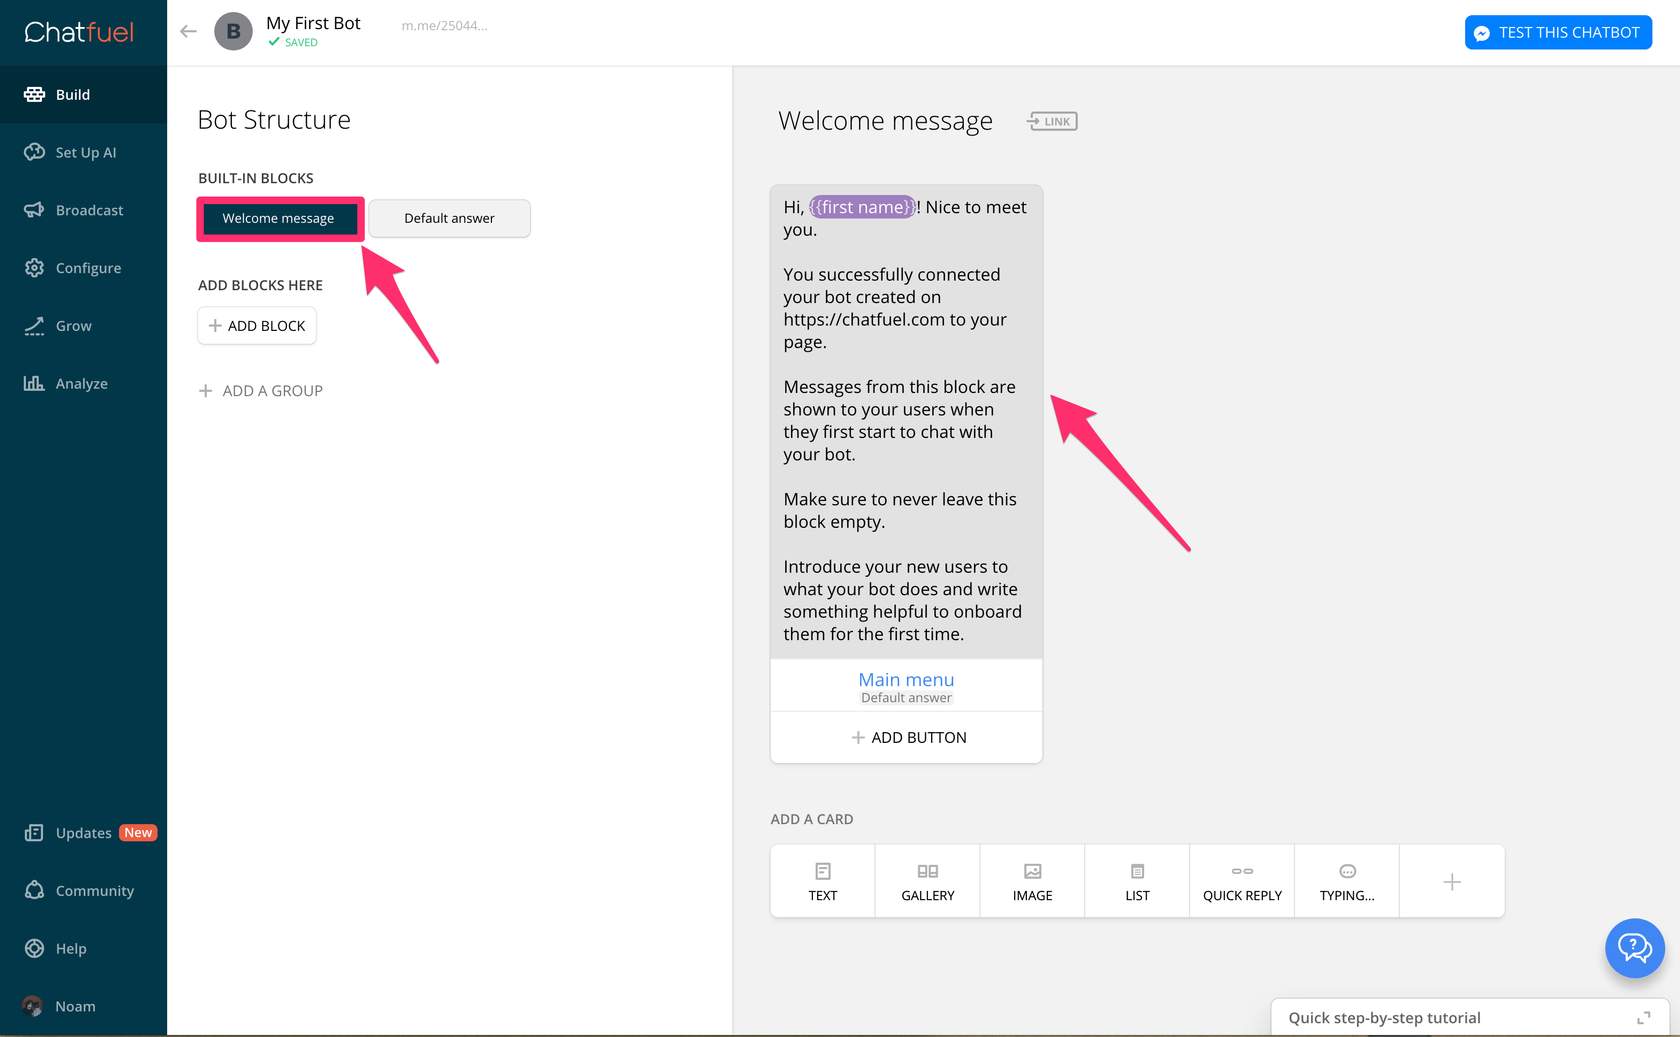 Chatfuel
B
My First Bot
SAVED
m.me/25044...
TEST THIS CHATBOT
Build
Set Up AI
Broadcast
Configure
Grow
Analyze
Updates New
Community
Help
Noam
Bot Structure
BUILT-IN BLOCKS
Welcome message
Default answer
ADD BLOCKS HERE
+ ADD BLOCK
+ ADD A GROUP
Welcome message
LINK
Hi, {{first name}}! Nice to meet
you.
You successfully connected
your bot created on
https://chatfuel.com to your
page.
Messages from this block are
shown to your users when
they first start to chat with
your bot.
Make sure to never leave this
block empty.
Introduce your new users to
what your bot does and write
something helpful to onboard
them for the first time.
Main menu
Default answer
+ ADD BUTTON
ADD A CARD
TEXT
GALLERY
IMAGE
LIST
QUICK REPLY
TYPING...
+
?
Quick step-by-step tutorial